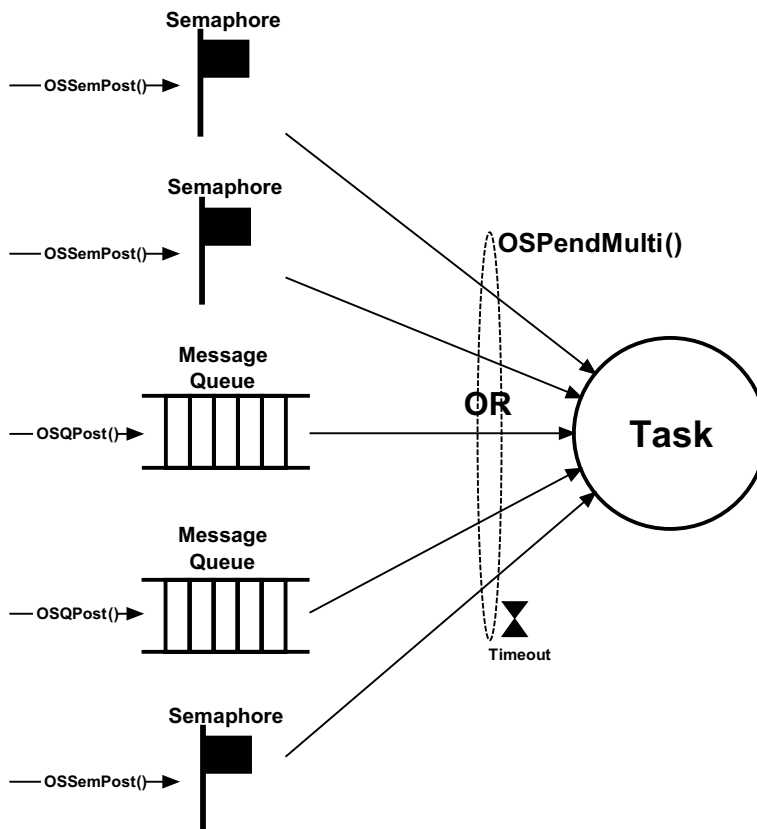 Semaphore
OSSemPost()
Semaphore
OSSemPost()
OSPendMulti()
Message
Queue
OSQPost()
OR
Task
Message
Queue
OSQPost()
Timeout
Semaphore
OSSemPost()